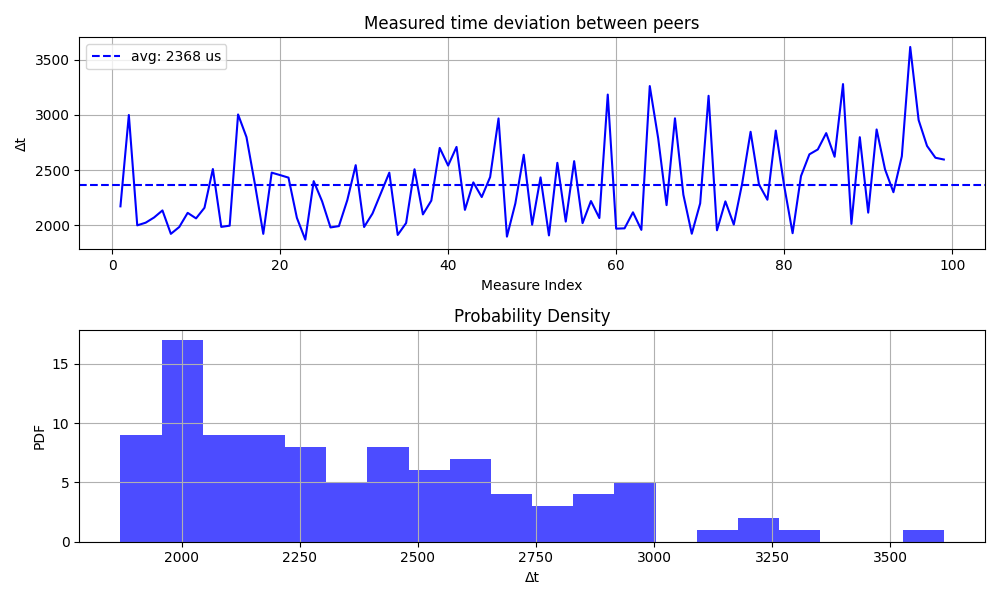 Measured time deviation between peers
avg: 2368 us
3500
3000
2500
2000
Δt
0 20 40 60 80 100
Measure Index
Probability Density
15
10
5
0
PDF
2000 2250 2500 2750 3000 3250 3500
Δt